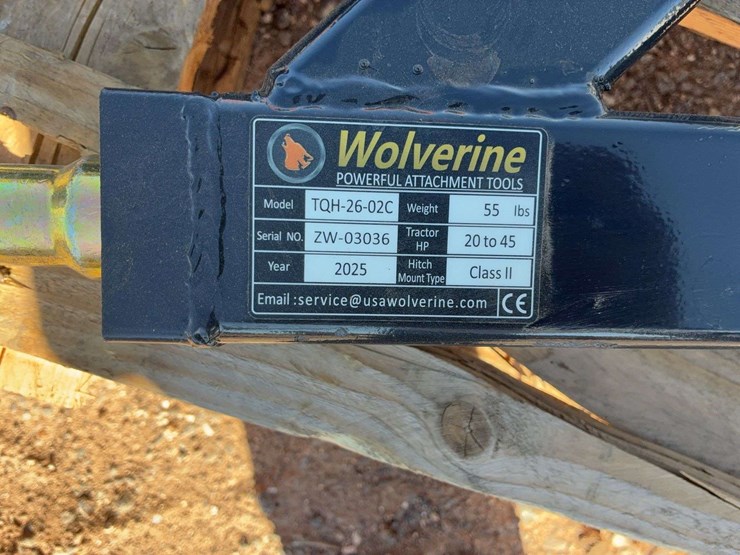 Wolverine
POWERFUL ATTACHMENT TOOLS
Model TQH-26-02C Weight 55 lbs
Serial NO. ZW-03036 Tractor HP 20 to 45
Year 2025 Hitch Mount Type Class II
Email :service@usawolverine.com CE